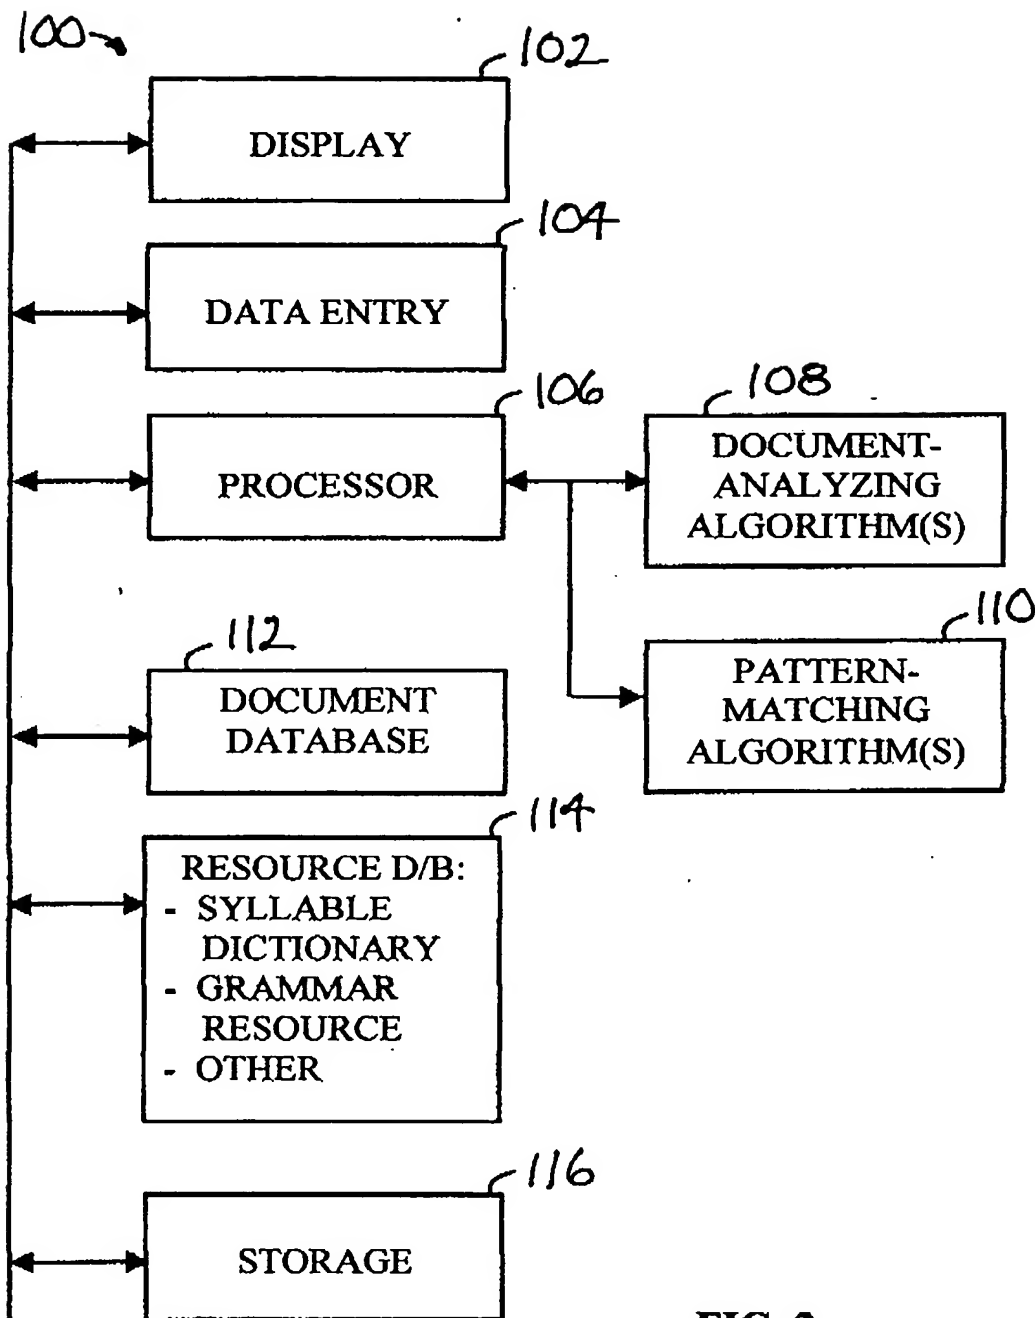 100
102
DISPLAY
104
DATA ENTRY
106
PROCESSOR
108
DOCUMENT-
ANALYZING
ALGORITHM(S)
110
PATTERN-
MATCHING
ALGORITHM(S)
112
DOCUMENT
DATABASE
114
RESOURCE D/B:
- SYLLABLE
DICTIONARY
- GRAMMAR
RESOURCE
- OTHER
116
STORAGE